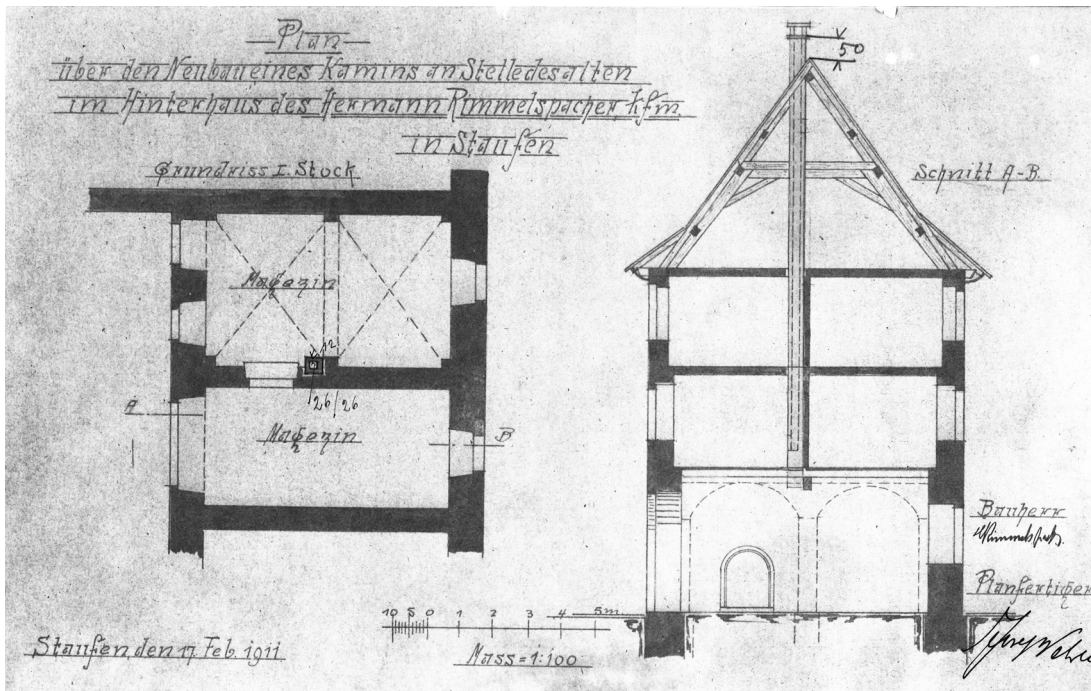 Plan
über den Neubau eines Kamins an Stelle des alten
im Hinterhaus des Hermann Rimmelspacher, kfm.
in Staufen
Grundriss I. Stock
Schnitt A-B.
50
Magazin
12
26/26
A
Magazin
B
Bauherr
Planfertiger
10 5 0 1 2 3 4 5m
Mass = 1:100
Staufen, den 17. Feb. 1911